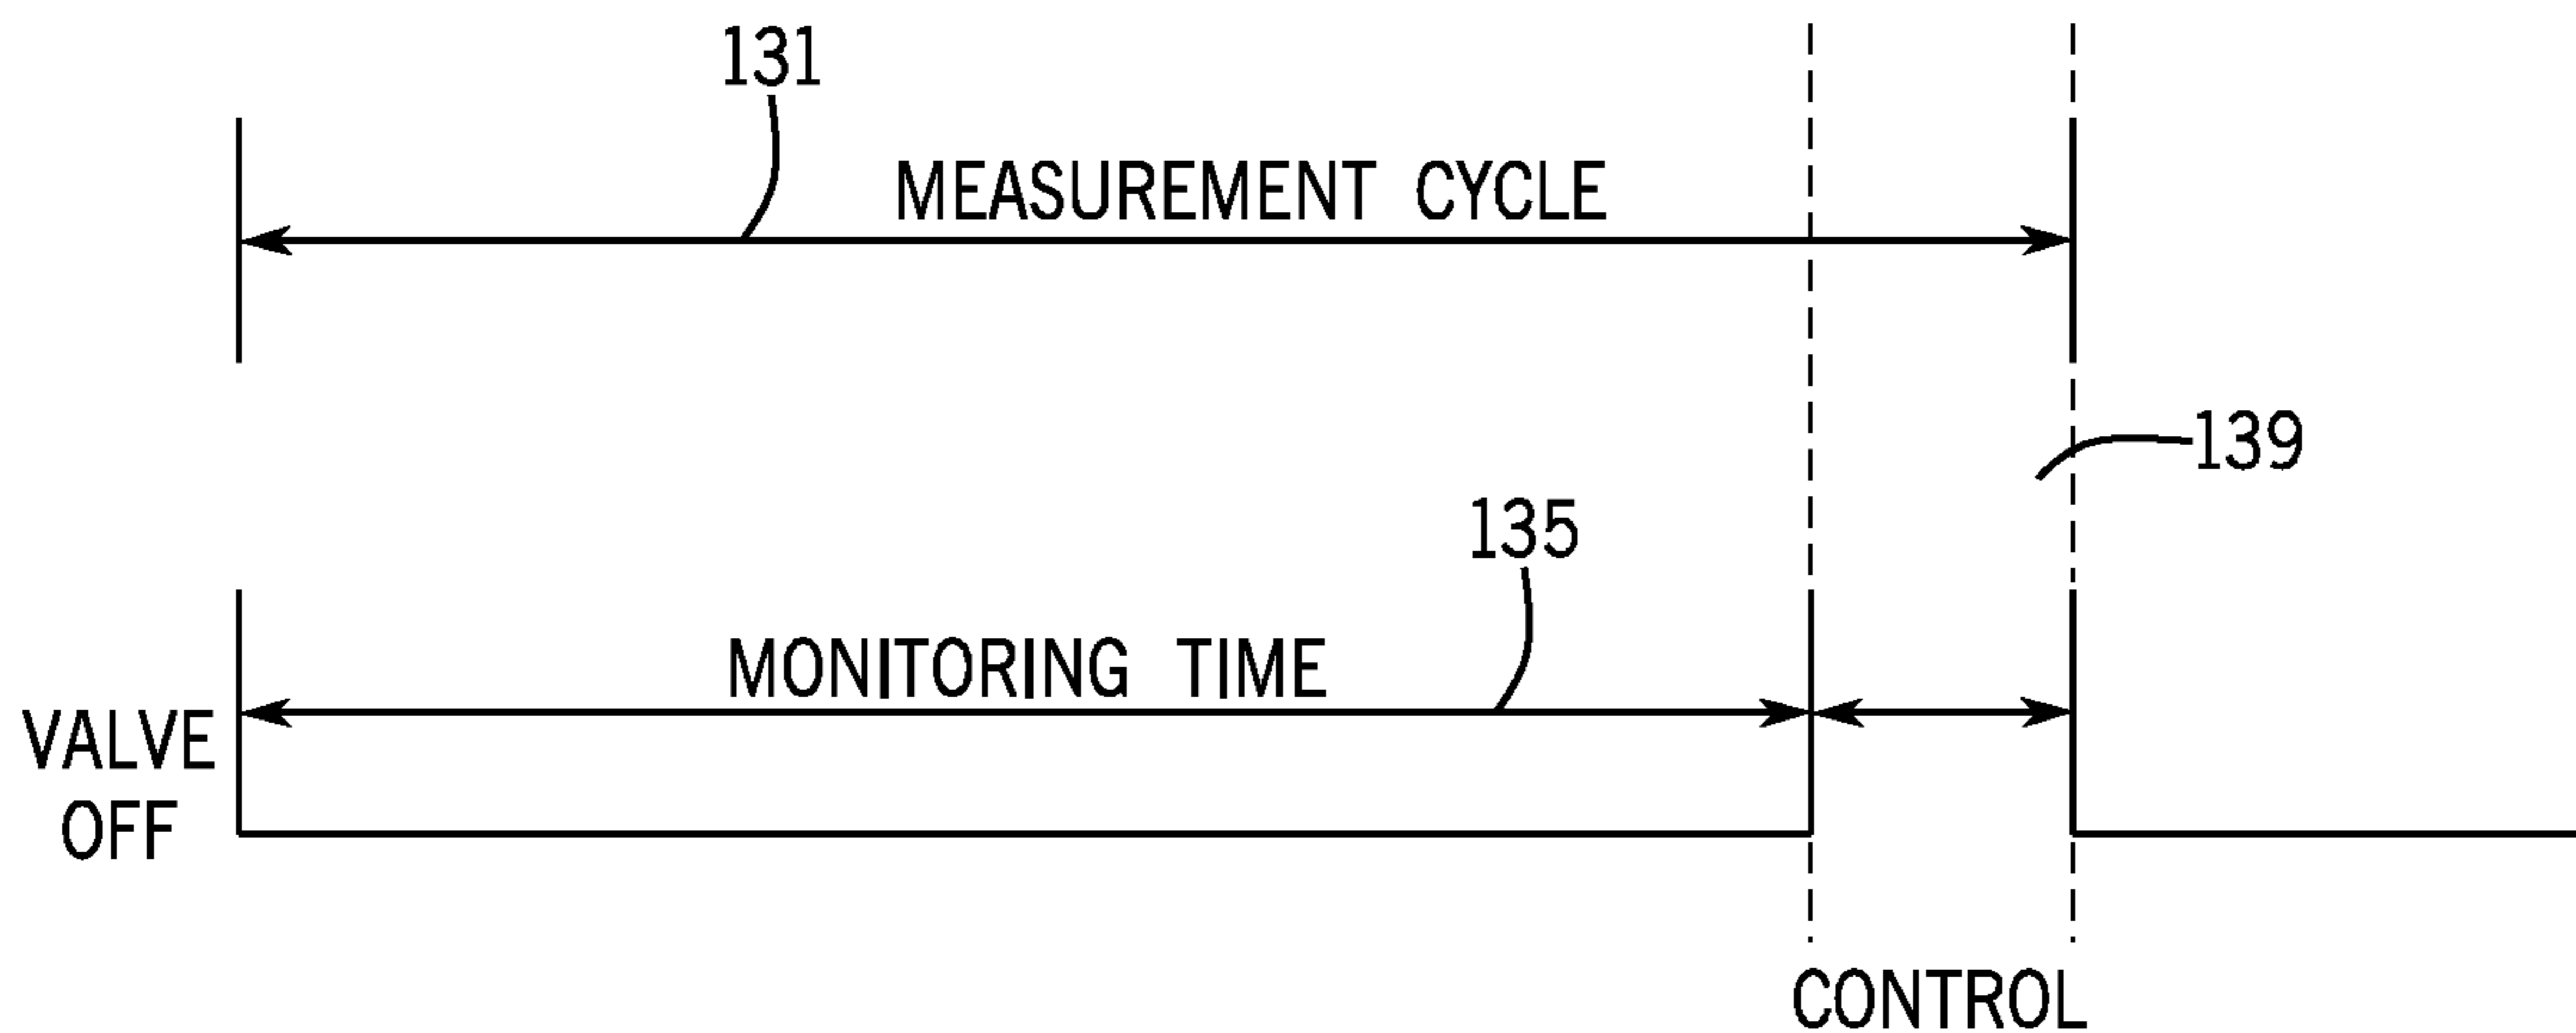 131
MEASUREMENT CYCLE
139
135
MONITORING TIME
VALVE
OFF
CONTROL